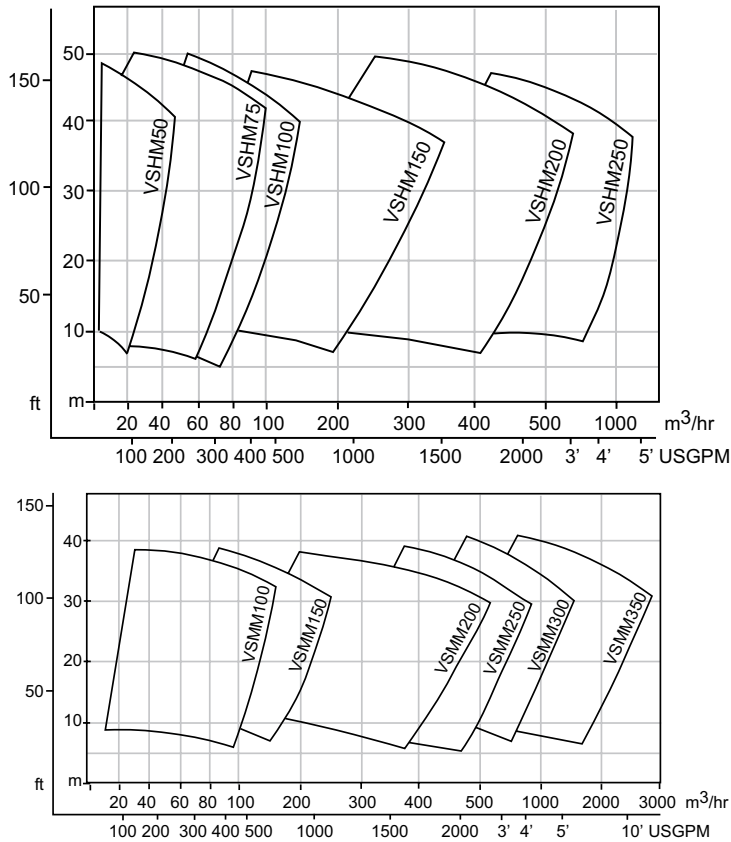 50
150
40
VSHM50
VSHM75
VSHM100
VSHM150
VSHM200
VSHM250
100
30
20
50
10
ft
m
20 40 60 80 100 200 300 400 500 1000 m³/hr
100 200 300 400 500 1000 1500 2000 3' 4' 5' USGPM
150
40
100
30
VSMM100
VSMM150
VSMM200
VSMM250
VSMM300
VSMM350
20
50
10
ft
m
20 40 60 80 100 200 300 400 500 1000 2000 3000 m³/hr
100 200 300 400 500 1000 1500 2000 3' 4' 5' 10' USGPM